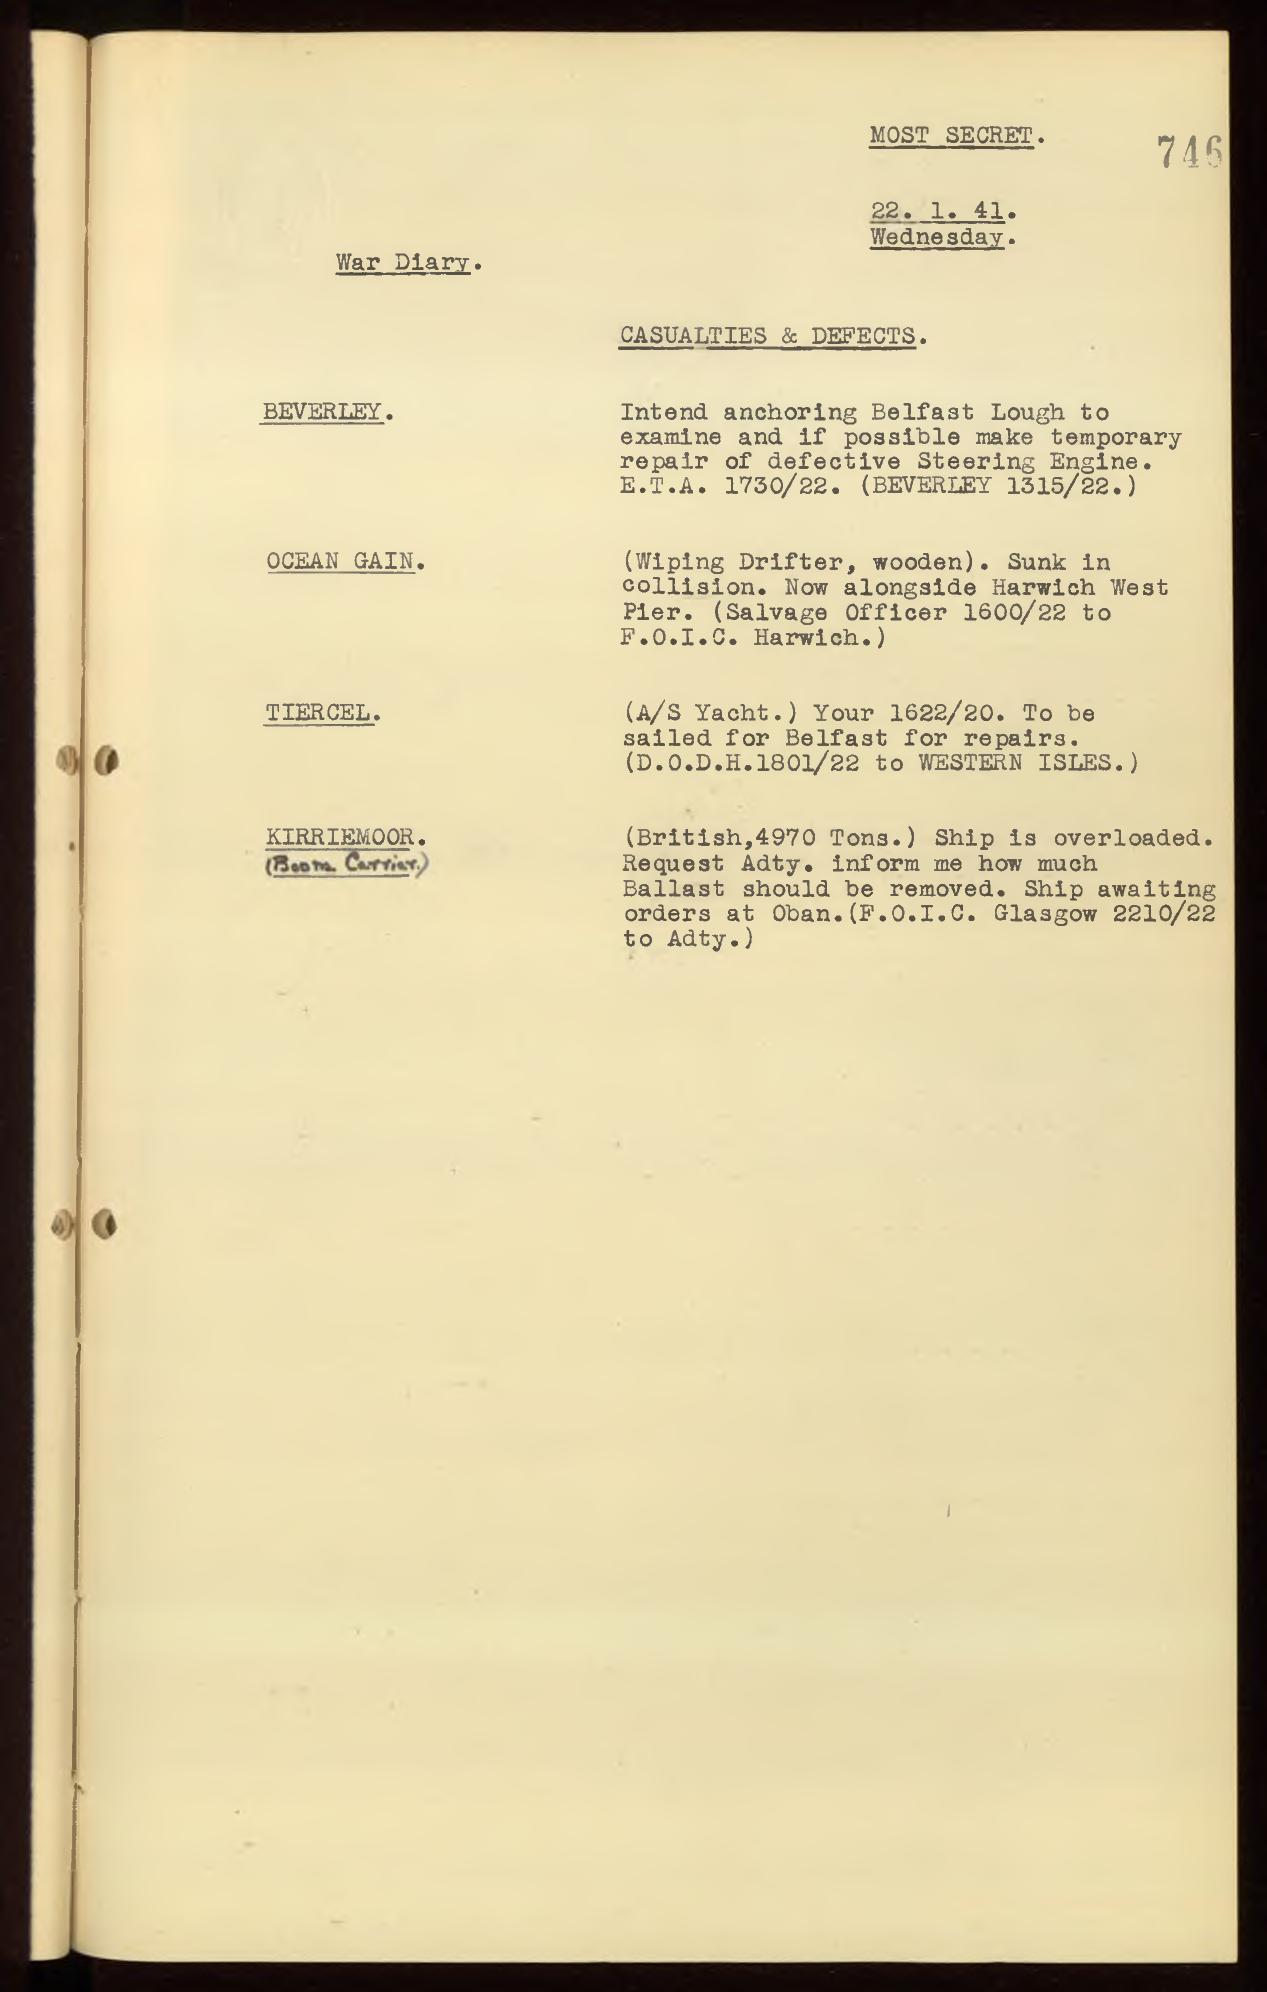 MOST SECRET.
746
22. 1. 41.
Wednesday.
War Diary.
CASUALTIES & DEFECTS.
BEVERLEY.
Intend anchoring Belfast Lough to
examine and if possible make temporary
repair of defective Steering Engine.
E.T.A. 1730/22. (BEVERLEY 1315/22.)
OCEAN GAIN.
(Wiping Drifter, wooden). Sunk in
collision. Now alongside Harwich West
Pier. (Salvage Officer 1600/22 to
F.O.I.C. Harwich.)
TIERCEL.
(A/S Yacht.) Your 1622/20. To be
sailed for Belfast for repairs.
(D.O.D.H.1801/22 to WESTERN ISLES.)
KIRRIEMOOR.
(Boom Carrier.)
(British,4970 Tons.) Ship is overloaded.
Request Adty. inform me how much
Ballast should be removed. Ship awaiting
orders at Oban.(F.O.I.C. Glasgow 2210/22
to Adty.)